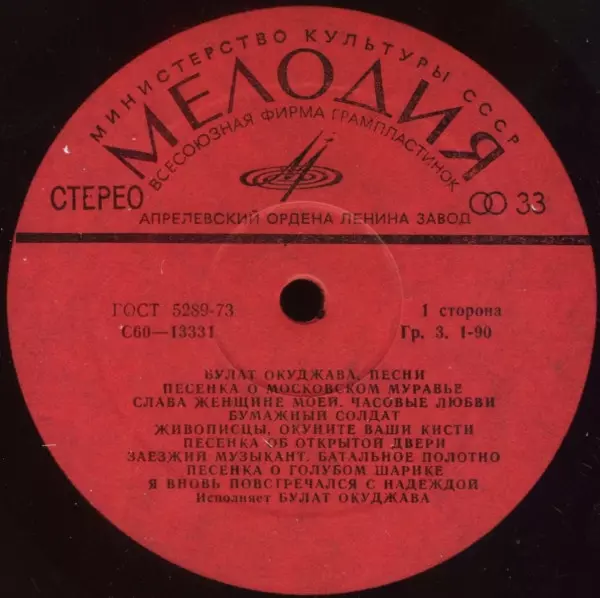 МИНИСТЕРСТВО КУЛЬТУРЫ СССР
МЕЛОДИЯ
ВСЕСОЮЗНАЯ ФИРМА ГРАМПЛАСТИНОК
СТЕРЕО
33
АПРЕЛЕВСКИЙ ОРДЕНА ЛЕНИНА ЗАВОД
ГОСТ 5289-73
1 сторона
С60—13331
Гр. 3. 1-90
БУЛАТ ОКУДЖАВА, ПЕСНИ
ПЕСЕНКА О МОСКОВСКОМ МУРАВЬЕ
СЛАВА ЖЕНЩИНЕ МОЕЙ. ЧАСОВЫЕ ЛЮБВИ
БУМАЖНЫЙ СОЛДАТ
ЖИВОПИСЦЫ, ОКУНИТЕ ВАШИ КИСТИ
ПЕСЕНКА ОБ ОТКРЫТОЙ ДВЕРИ
ЗАЕЗЖИЙ МУЗЫКАНТ. БАТАЛЬНОЕ ПОЛОТНО
ПЕСЕНКА О ГОЛУБОМ ШАРИКЕ
Я ВНОВЬ ПОВСТРЕЧАЛСЯ С НАДЕЖДОЙ
Исполняет БУЛАТ ОКУДЖАВА